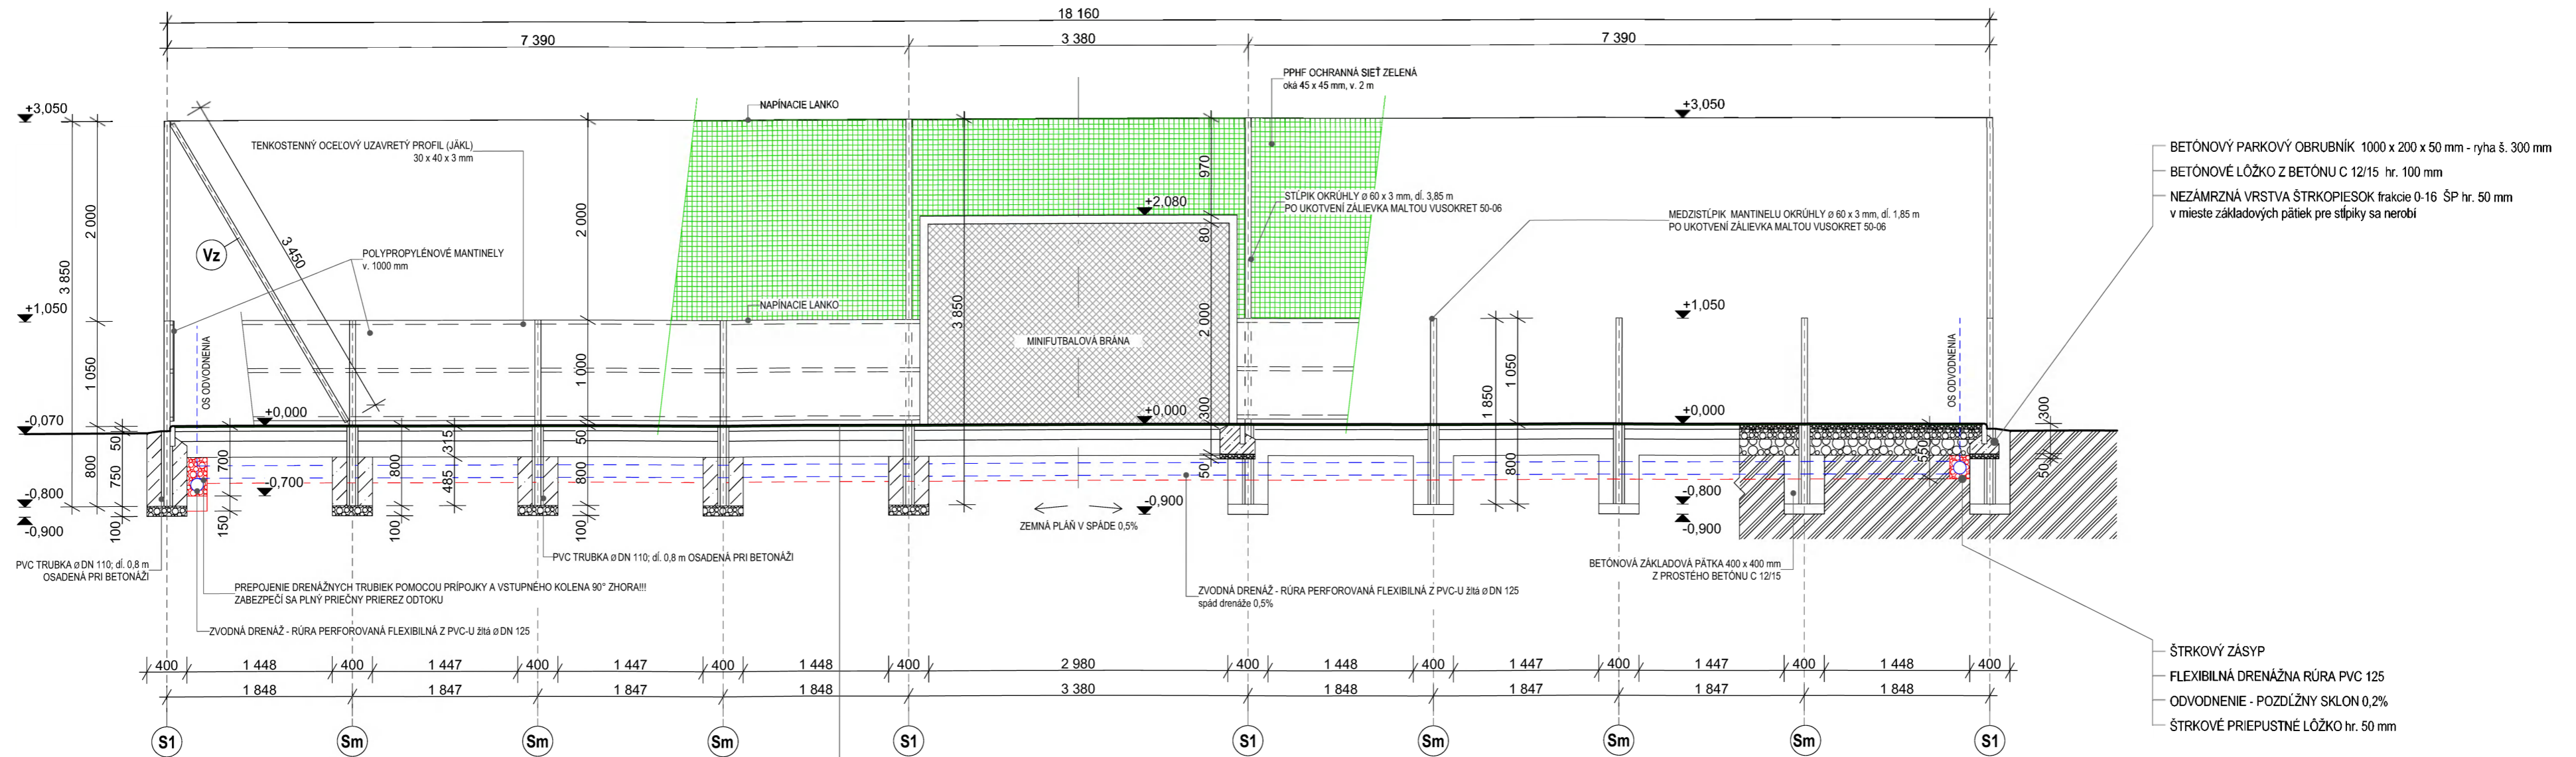 18 160
7 390
3 380
7 390
PPHF OCHRANNÁ SIEŤ ZELENÁ
oká 45 x 45 mm, v. 2 m
NAPÍNACIE LANKO
+3,050
+3,050
TENKOSTENNÝ OCEĽOVÝ UZAVRETÝ PROFIL (JÄKL)
30 x 40 x 3 mm
BETÓNOVÝ PARKOVÝ OBRUBNÍK 1000 x 200 x 50 mm - ryha š. 300 mm
BETÓNOVÉ LÔŽKO Z BETÓNU C 12/15 hr. 100 mm
NEZÁMRZNÁ VRSTVA ŠTRKOPIESOK frakcie 0-16 ŠP hr. 50 mm
v mieste základových pätiek pre stĺpiky sa nerobí
970
+2,080
STĹPIK OKRÚHLY ø 60 x 3 mm, dĺ. 3,85 m
PO UKOTVENÍ ZÁLIEVKA MALTOU VUSOKRET 50-06
MEDZISTĹPIK MANTINELU OKRÚHLY ø 60 x 3 mm, dĺ. 1,85 m
PO UKOTVENÍ ZÁLIEVKA MALTOU VUSOKRET 50-06
3 850
2 000
Vz
3 450
2 000
80
POLYPROPYLÉNOVÉ MANTINELY
v. 1000 mm
+1,050
NAPÍNACIE LANKO
3 850
2 000
+1,050
MINIFUTBALOVÁ BRÁNA
1 050
OS ODVODNENIA
1 000
1 850
1 050
OS ODVODNENIA
-0,070
+0,000
+0,000
+0,000
300
300
50
800
750
700
800
315
485
50
800
50
800
550
50
-0,700
-0,800
-0,900
100
150
100
100
-0,900
-0,800
-0,900
ZEMNÁ PLÁŇ V SPÁDE 0,5%
PVC TRUBKA ø DN 110; dĺ. 0,8 m
OSADENÁ PRI BETONÁŽI
PVC TRUBKA ø DN 110; dĺ. 0,8 m OSADENÁ PRI BETONÁŽI
BETÓNOVÁ ZÁKLADOVÁ PÄTKA 400 x 400 mm
Z PROSTÉHO BETÓNU C 12/15
PREPOJENIE DRENÁŽNYCH TRUBIEK POMOCOU PRÍPOJKY A VSTUPNÉHO KOLENA 90° ZHORA!!!
ZABEZPEČÍ SA PLNÝ PRIEČNY PRIEREZ ODTOKU
ZVODNÁ DRENÁŽ - RÚRA PERFOROVANÁ FLEXIBILNÁ Z PVC-U žltá ø DN 125
spád drenáže 0,5%
ZVODNÁ DRENÁŽ - RÚRA PERFOROVANÁ FLEXIBILNÁ Z PVC-U žltá ø DN 125
ŠTRKOVÝ ZÁSYP
FLEXIBILNÁ DRENÁŽNA RÚRA PVC 125
ODVODNENIE - POZDĹŽNY SKLON 0,2%
ŠTRKOVÉ PRIEPUSTNÉ LÔŽKO hr. 50 mm
400 1 448 400 1 447 400 1 447 400 1 448 400 2 980 400 1 448 400 1 447 400 1 447 400 1 448 400
1 848 1 847 1 847 1 848 3 380 1 848 1 847 1 847 1 848
S1 Sm Sm Sm S1 S1 Sm Sm Sm S1